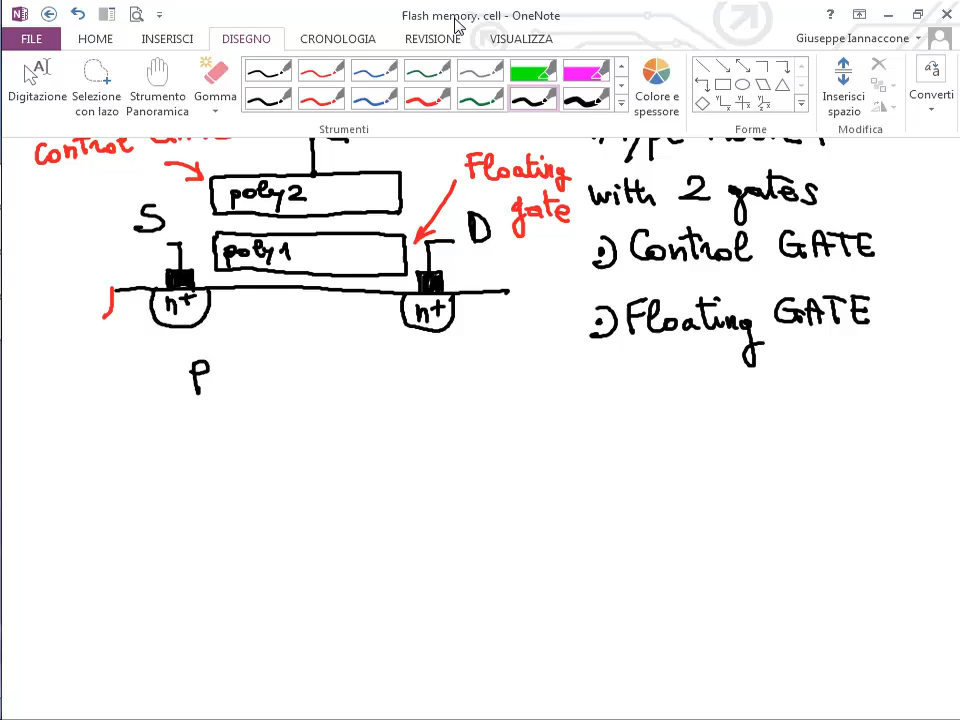 Flash memory. cell - OneNote
?
FILE
HOME
INSERISCI
DISEGNO
CRONOLOGIA
REVISIONE
VISUALIZZA
Giuseppe Iannaccone
Digitazione
Selezione con lazo
Strumento Panoramica
Gomma
Colore e spessore
Inserisci spazio
Converti
Strumenti
Forme
Modifica
Control
poly2
Floating
gate
with 2 gates
S
D
poly1
:) Control GATE
n+
n+
:) Floating GATE
P